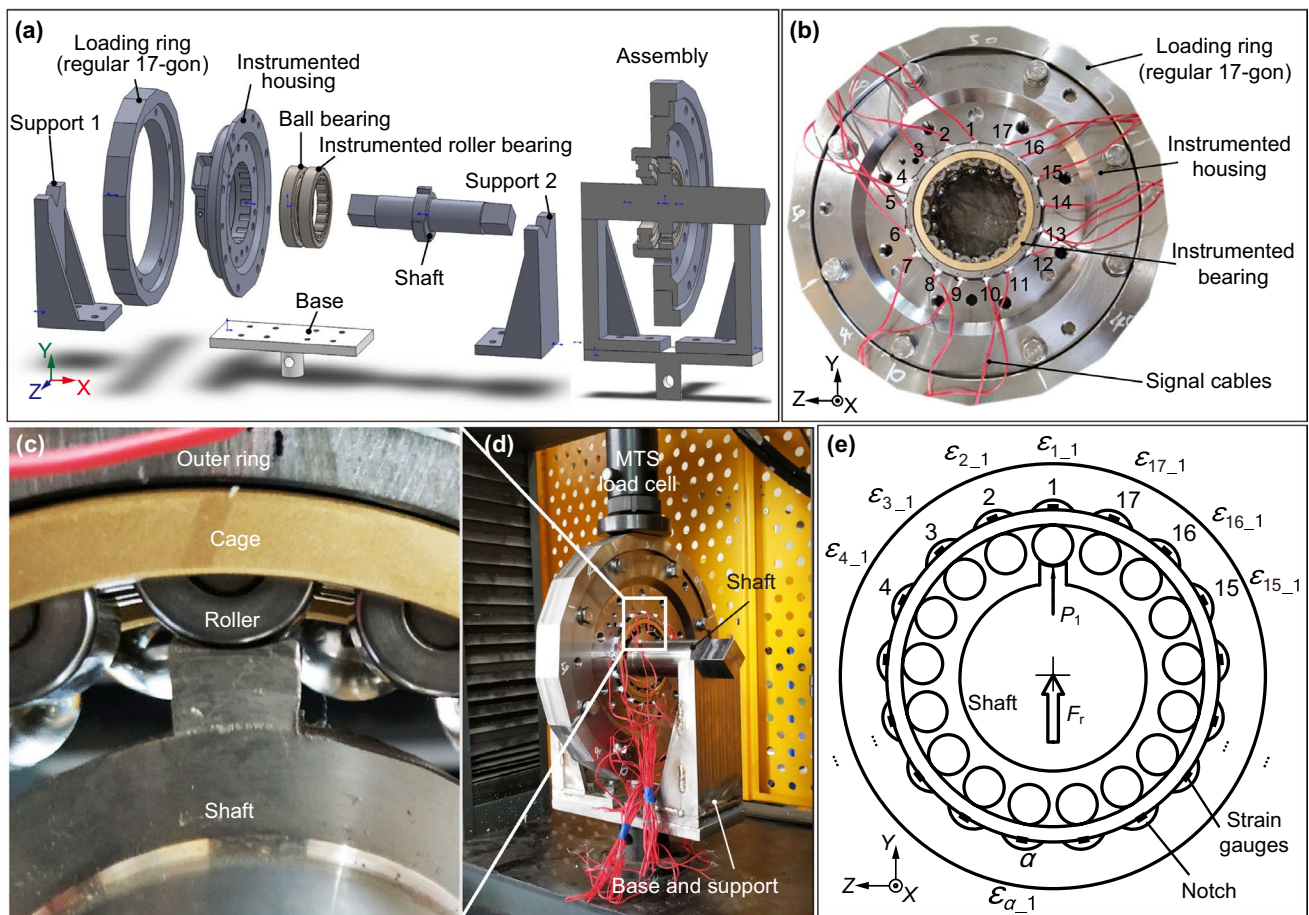 (a)
Loading ring
(regular 17-gon)
Instrumented
housing
Support 1
Ball bearing
Instrumented roller bearing
Support 2
Shaft
Base
Assembly
Y
Z
X
(b)
Loading ring
(regular 17-gon)
Instrumented
housing
Instrumented
bearing
Signal cables
1
2
3
4
5
6
7
8
9
10
11
12
13
14
15
16
17
Y
Z
X
(c)
Outer ring
Cage
Roller
Shaft
(d)
MTS
load cell
Shaft
Base and support
(e)
ε2_1
ε1_1
ε17_1
ε3_1
ε16_1
ε4_1
ε15_1
1
2
17
3
16
4
15
P1
Shaft
Fr
...
...
α
Strain
gauges
Notch
εα_1
Y
Z
X